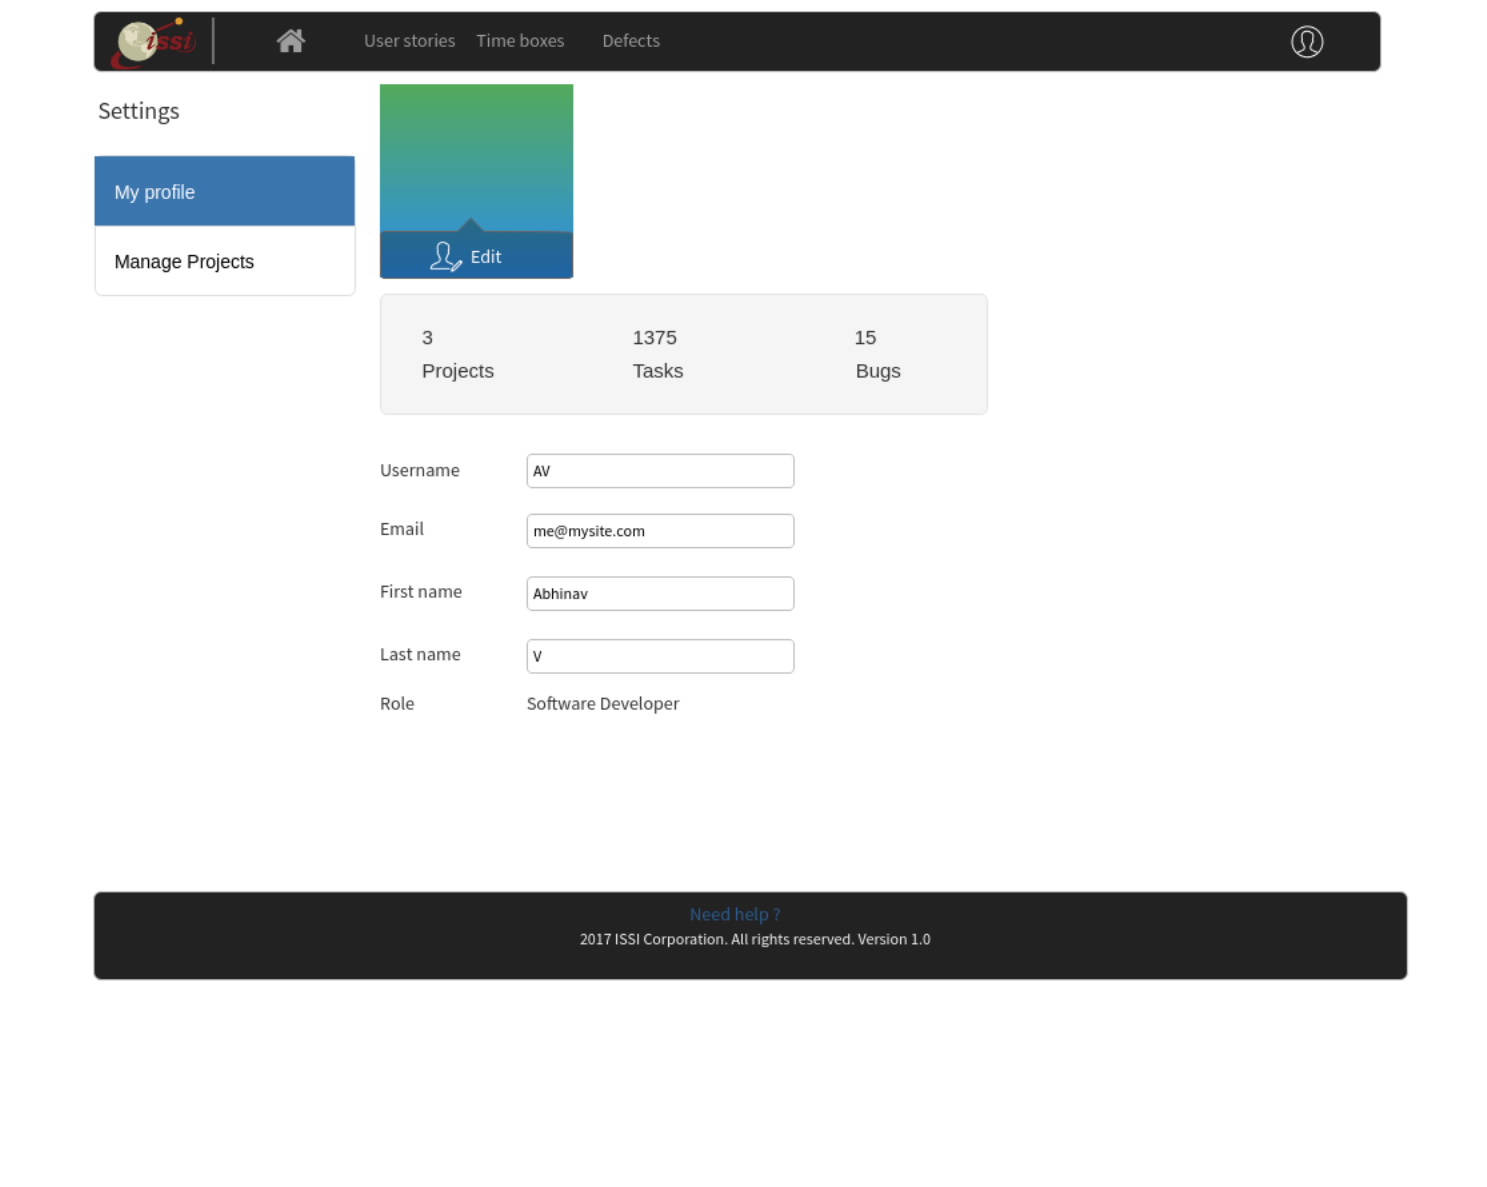 issi
User stories Time boxes Defects
Settings
My profile
Manage Projects
Edit
3 1375 15
Projects Tasks Bugs
Username AV
Email me@mysite.com
First name Abhinav
Last name V
Role Software Developer
Need help ?
2017 ISSI Corporation. All rights reserved. Version 1.0